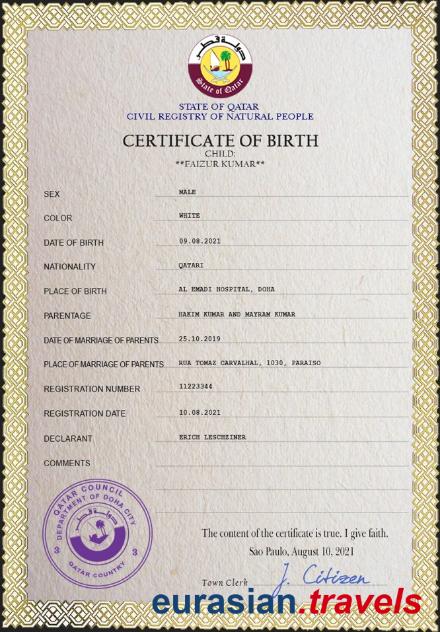 دولة قطر
State of Qatar
STATE OF QATAR
CIVIL REGISTRY OF NATURAL PEOPLE
CERTIFICATE OF BIRTH
CHILD:
**FAIZUR KUMAR**
SEX MALE
COLOR WHITE
DATE OF BIRTH 09.08.2021
NATIONALITY QATARI
PLACE OF BIRTH AL EMADI HOSPITAL, DOHA
PARENTAGE HAKIM KUMAR AND MAYRAM KUMAR
DATE OF MARRIAGE OF PARENTS 25.10.2019
PLACE OF MARRIAGE OF PARENTS RUA TOMAZ CARVALHAL, 1030, PARAISO
REGISTRATION NUMBER 11223344
REGISTRATION DATE 10.08.2021
DECLARANT ERICH LESCHZINER
COMMENTS
QATAR COUNCIL
DEPARTMENT OF DOHA CITY
3 3
QATAR COUNTRY
The content of the certificate is true. I give faith.
Sao Paulo, August 10, 2021
Town Clerk J. Citizen
eurasian.travels